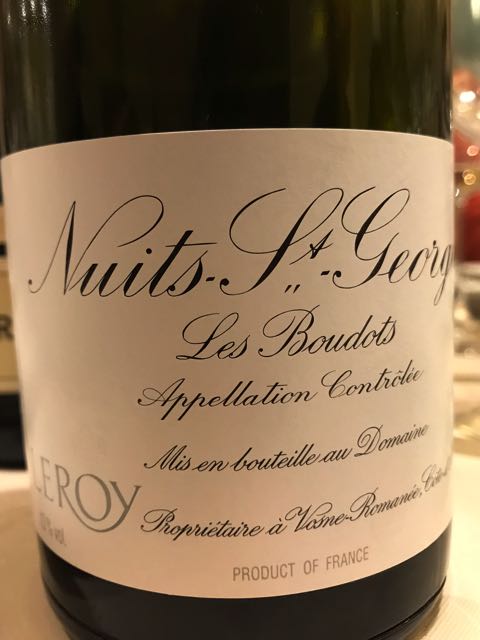 Nuits-St-Georg
Les Boudots
Appellation Contrôlée
Mis en bouteille au Domaine
LEROY
Propriétaire à Vosne-Romanée, Côte-d
% vol.
PRODUCT OF FRANCE
R